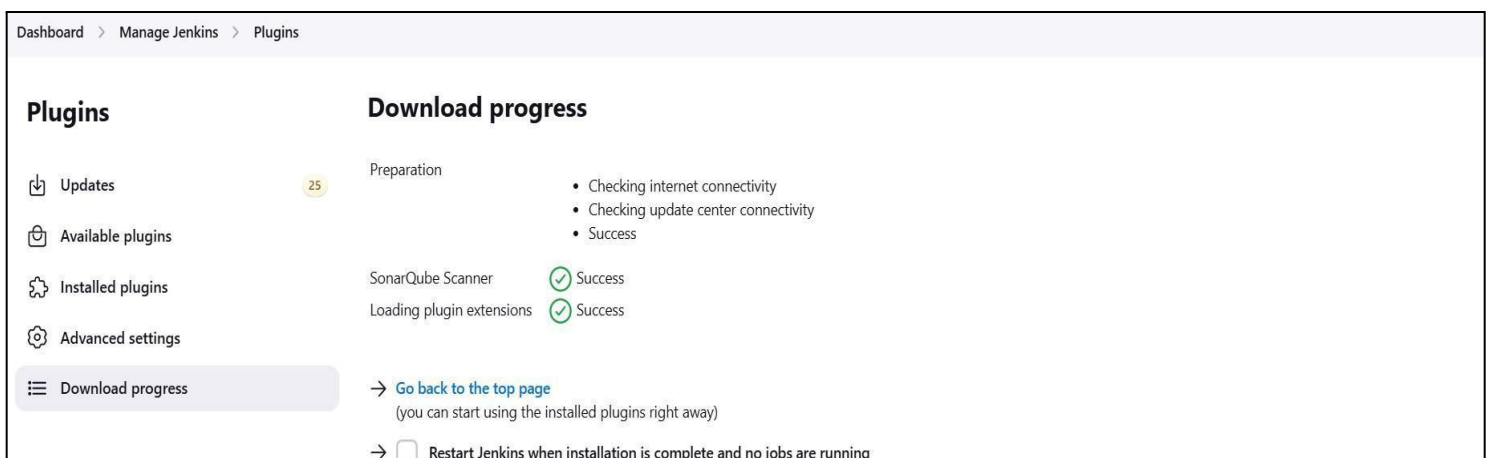 Dashboard > Manage Jenkins > Plugins
Plugins
Updates 25
Available plugins
Installed plugins
Advanced settings
Download progress
Download progress
Preparation
• Checking internet connectivity
• Checking update center connectivity
• Success
SonarQube Scanner Success
Loading plugin extensions Success
→ Go back to the top page
(you can start using the installed plugins right away)
→ Restart Jenkins when installation is complete and no jobs are running